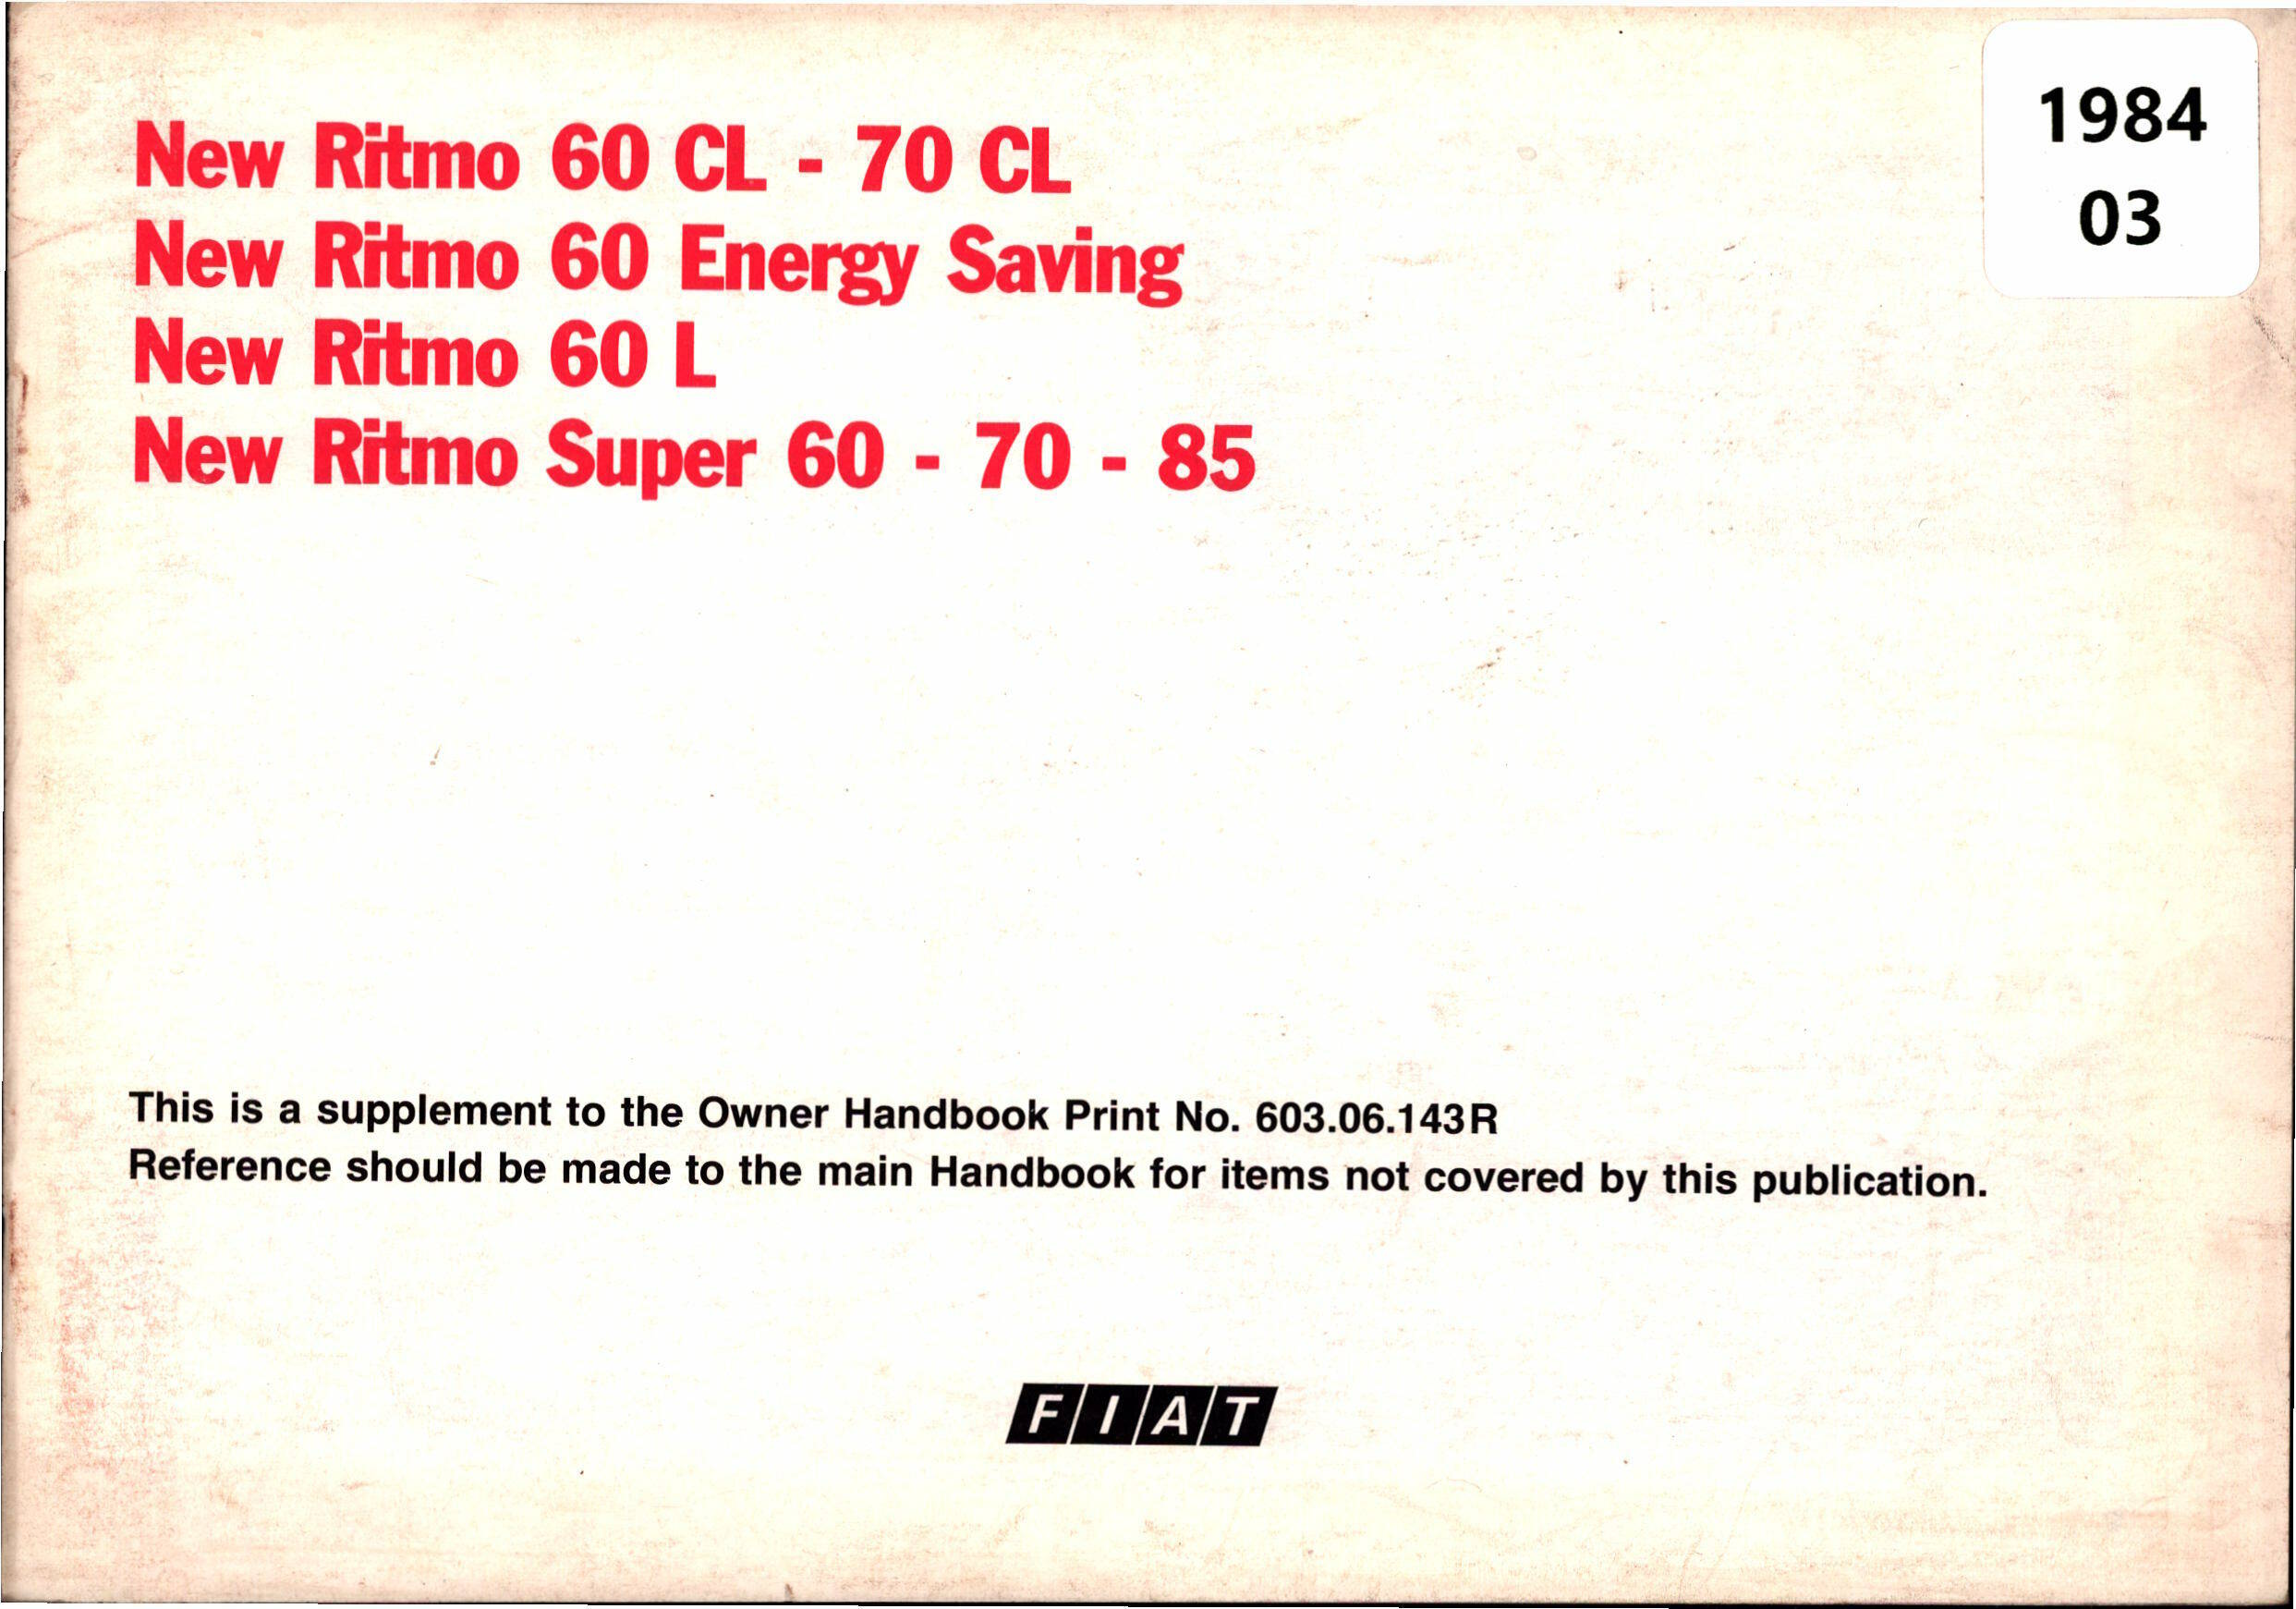 1984
03
New Ritmo 60 CL - 70 CL
New Ritmo 60 Energy Saving
New Ritmo 60 L
New Ritmo Super 60 - 70 - 85
This is a supplement to the Owner Handbook Print No. 603.06.143R
Reference should be made to the main Handbook for items not covered by this publication.
FIAT